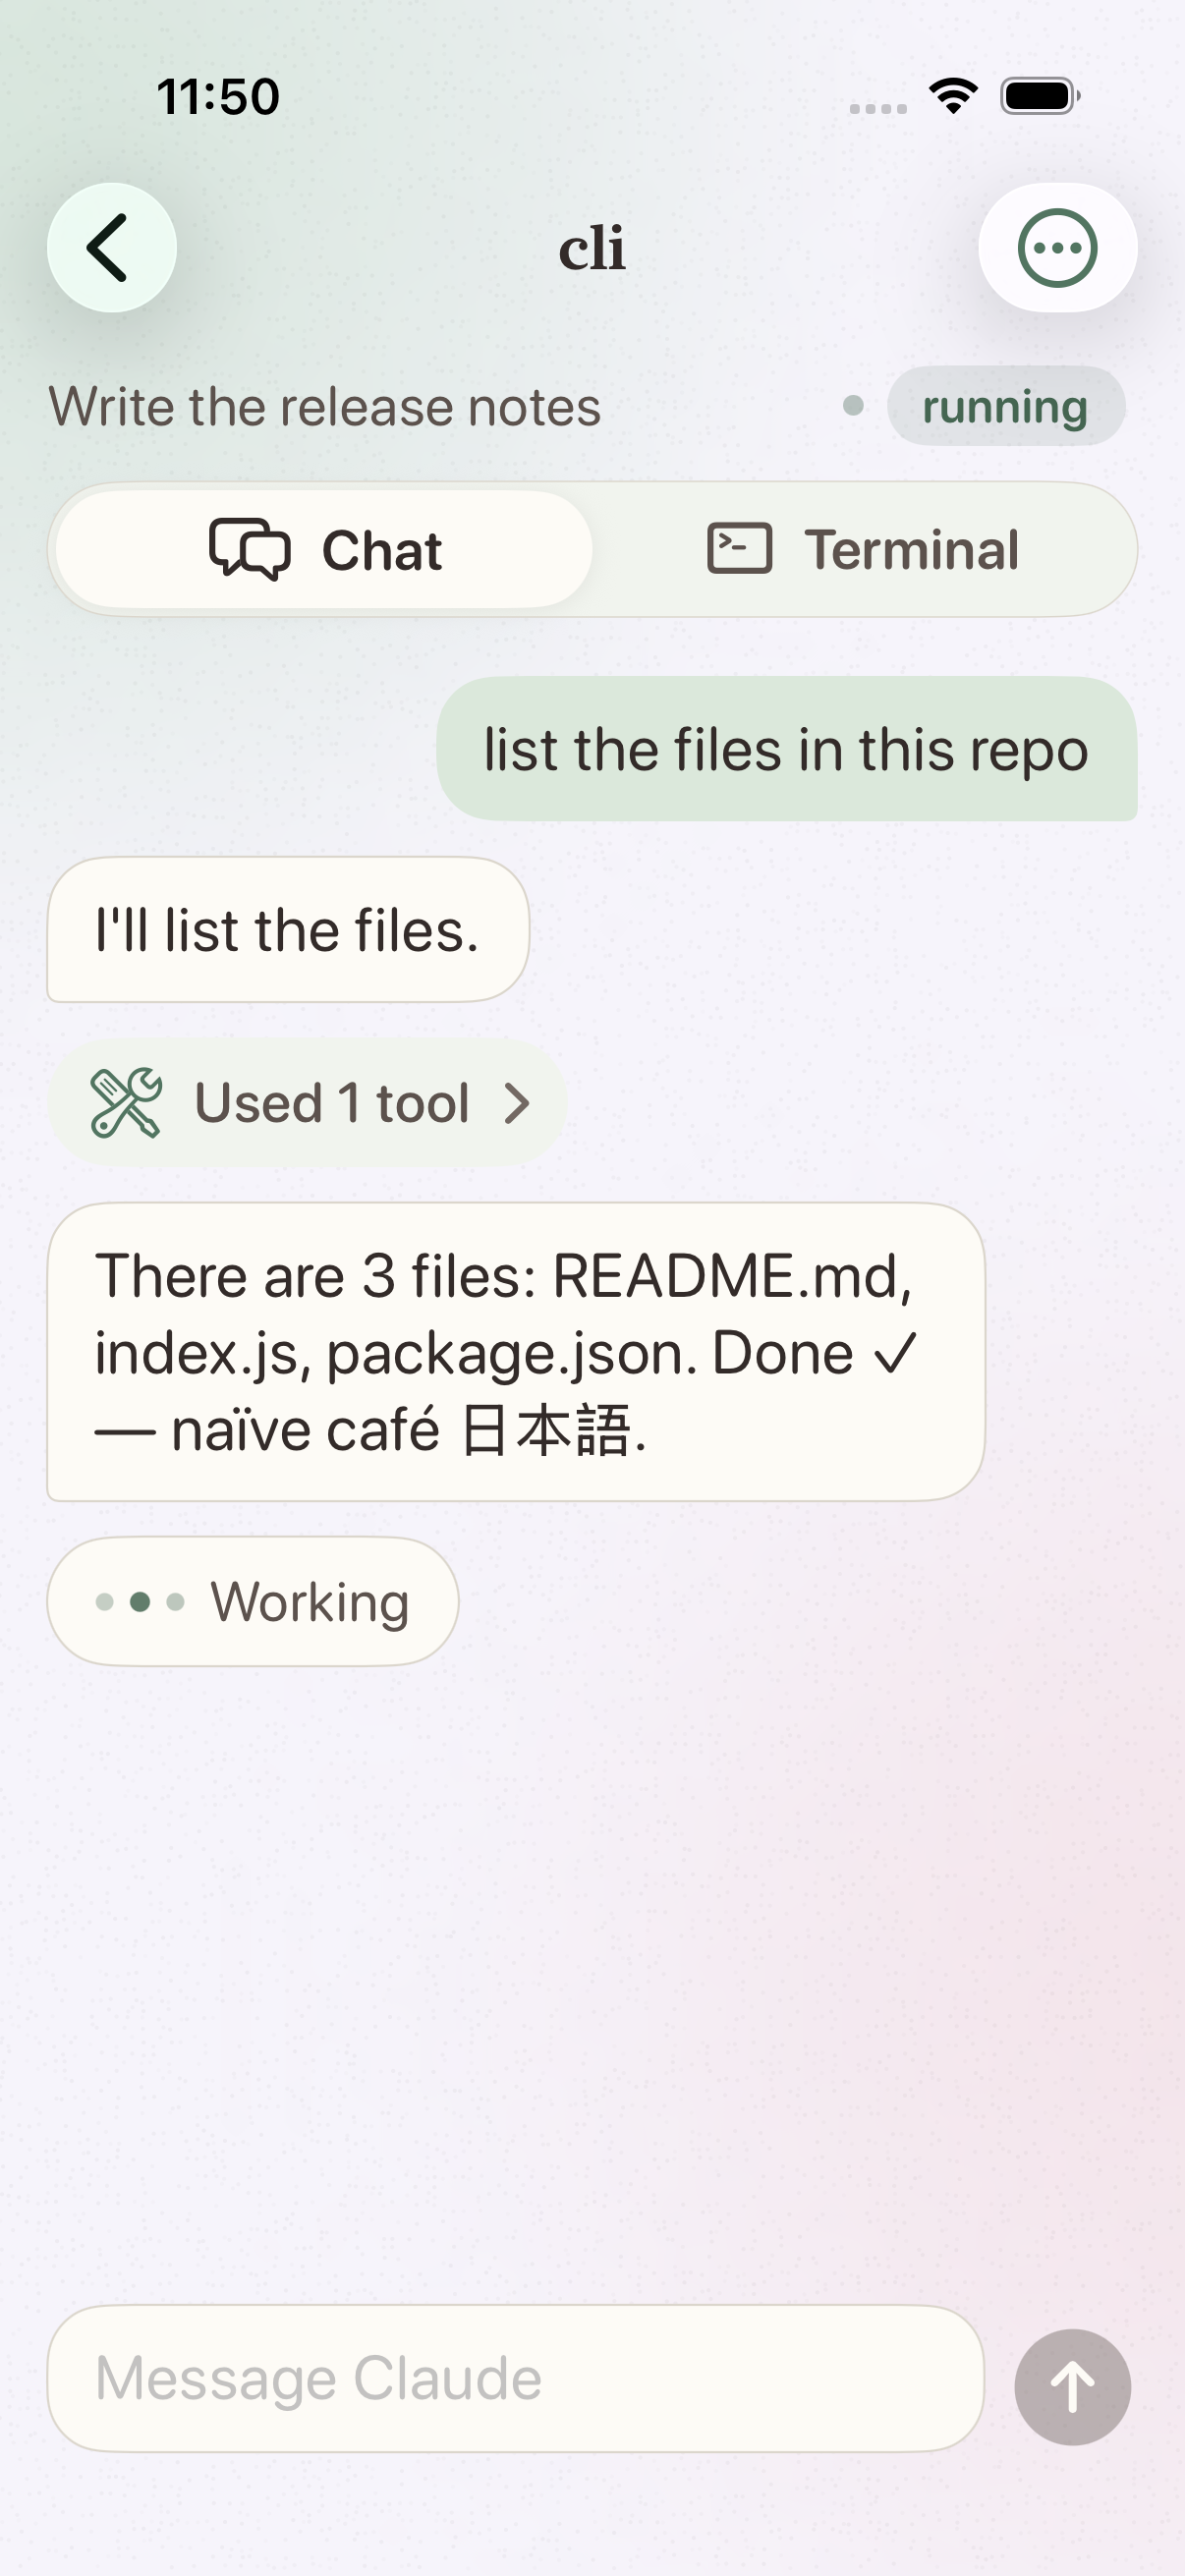 11:50
cli
Write the release notes
running
Chat
Terminal
list the files in this repo
I'll list the files.
Used 1 tool
There are 3 files: README.md,
index.js, package.json. Done ✓
— naïve café 日本語.
Working
Message Claude